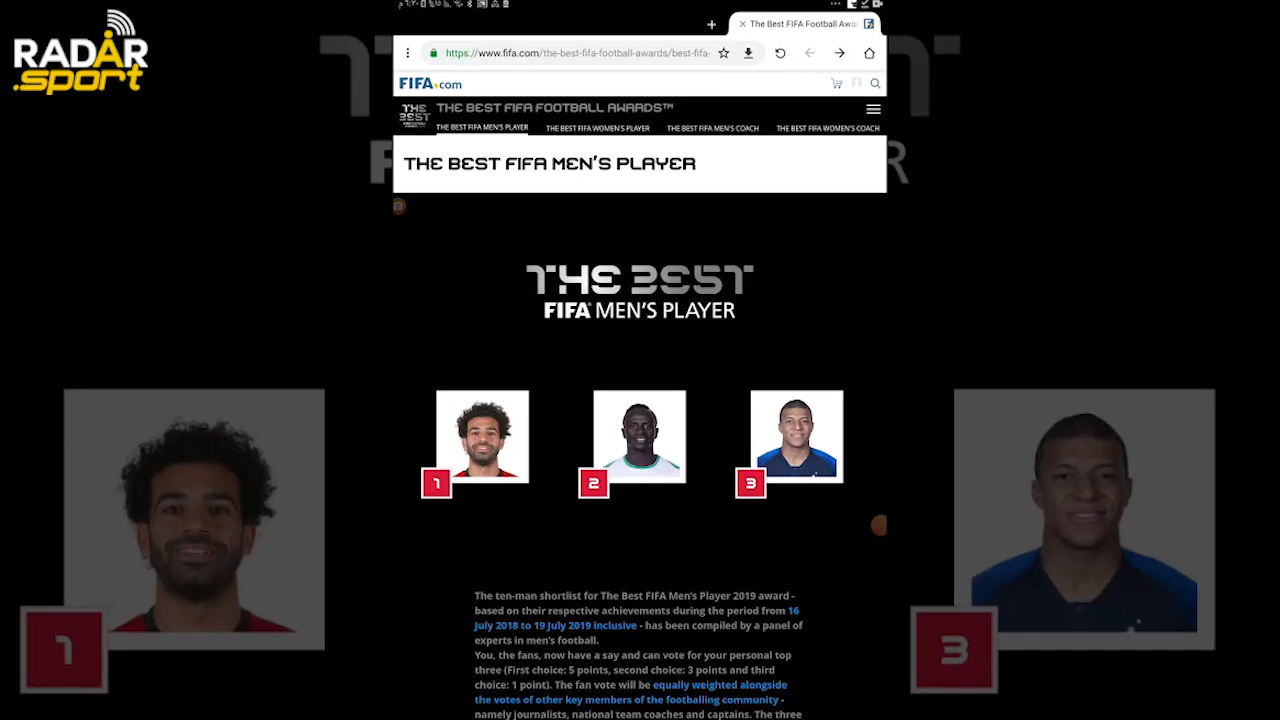 RADAR
.sport
The Best FIFA Football Awa
https://www.fifa.com/the-best-fifa-football-awards/best-fifa-
FIFA.com
THE BEST
THE BEST FIFA FOOTBALL AWARDS™
THE BEST FIFA MEN'S PLAYER
THE BEST FIFA WOMEN'S PLAYER
THE BEST FIFA MEN'S COACH
THE BEST FIFA WOMEN'S COACH
THE BEST FIFA MEN'S PLAYER
THE BEST
FIFA® MEN'S PLAYER
1
2
3
1
3
The ten-man shortlist for The Best FIFA Men's Player 2019 award -
based on their respective achievements during the period from 16
July 2018 to 19 July 2019 inclusive - has been compiled by a panel of
experts in men's football.
You, the fans, now have a say and can vote for your personal top
three (First choice: 5 points, second choice: 3 points and third
choice: 1 point). The fan vote will be equally weighted alongside
the votes of other key members of the footballing community -
namely journalists, national team coaches and captains. The three